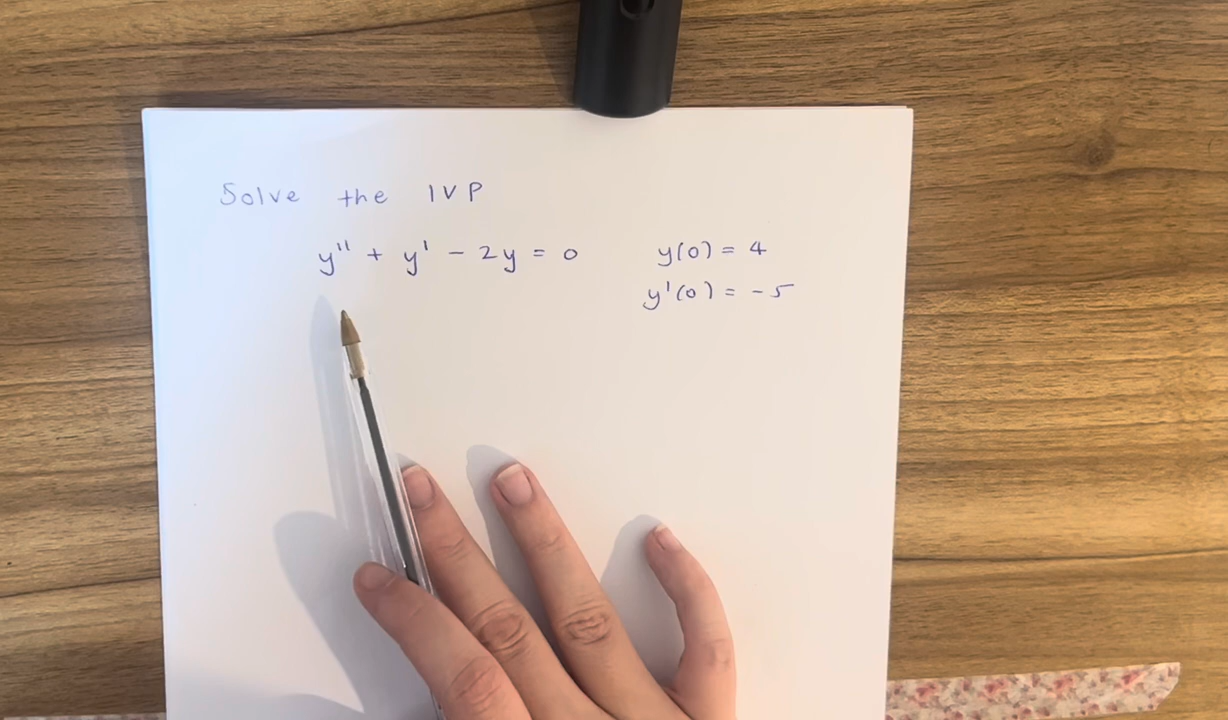 Solve the IVP
y'' + y' - 2y = 0 y(0) = 4
y'(0) = -5